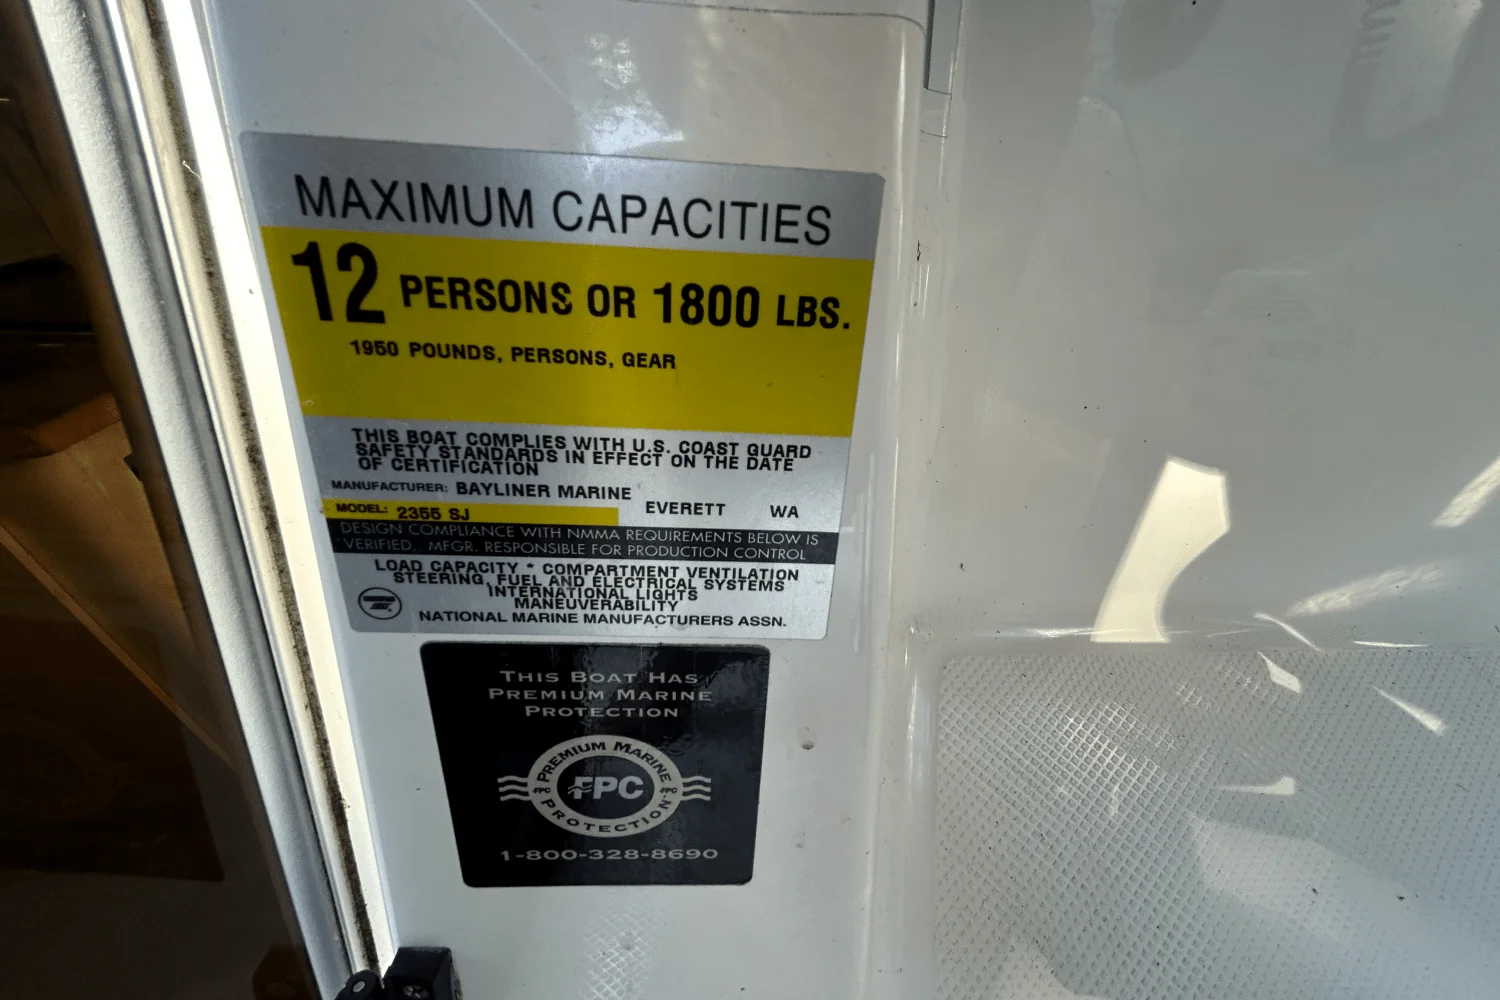 MAXIMUM CAPACITIES
12 PERSONS OR 1800 LBS.
1950 POUNDS, PERSONS, GEAR
THIS BOAT COMPLIES WITH U.S. COAST GUARD
SAFETY STANDARDS IN EFFECT ON THE DATE
OF CERTIFICATION
MANUFACTURER: BAYLINER MARINE
EVERETT WA
MODEL: 2355 SJ
DESIGN COMPLIANCE WITH NMMA REQUIREMENTS BELOW IS
VERIFIED. MFGR. RESPONSIBLE FOR PRODUCTION CONTROL
LOAD CAPACITY * COMPARTMENT VENTILATION
STEERING, FUEL AND ELECTRICAL SYSTEMS
INTERNATIONAL LIGHTS
MANEUVERABILITY
NATIONAL MARINE MANUFACTURERS ASSN.
THIS BOAT HAS
PREMIUM MARINE
PROTECTION
PREMIUM MARINE
FPC
PROTECTION
1-800-328-8690